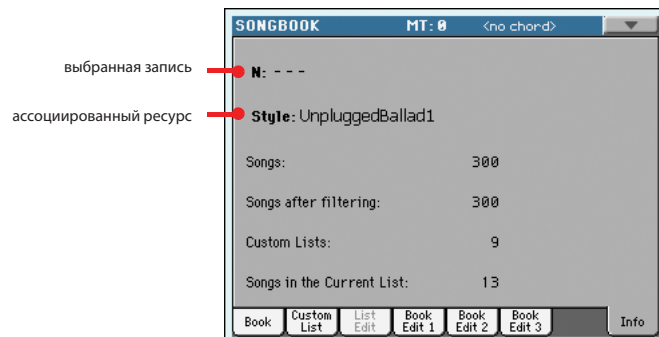 SONGBOOK MT: 0 <no chord>
выбранная запись
N: - - -
ассоциированный ресурс
Style: UnpluggedBallad1
Songs: 300
Songs after filtering: 300
Custom Lists: 9
Songs in the Current List: 13
Book Custom List List Edit Book Edit 1 Book Edit 2 Book Edit 3 Info